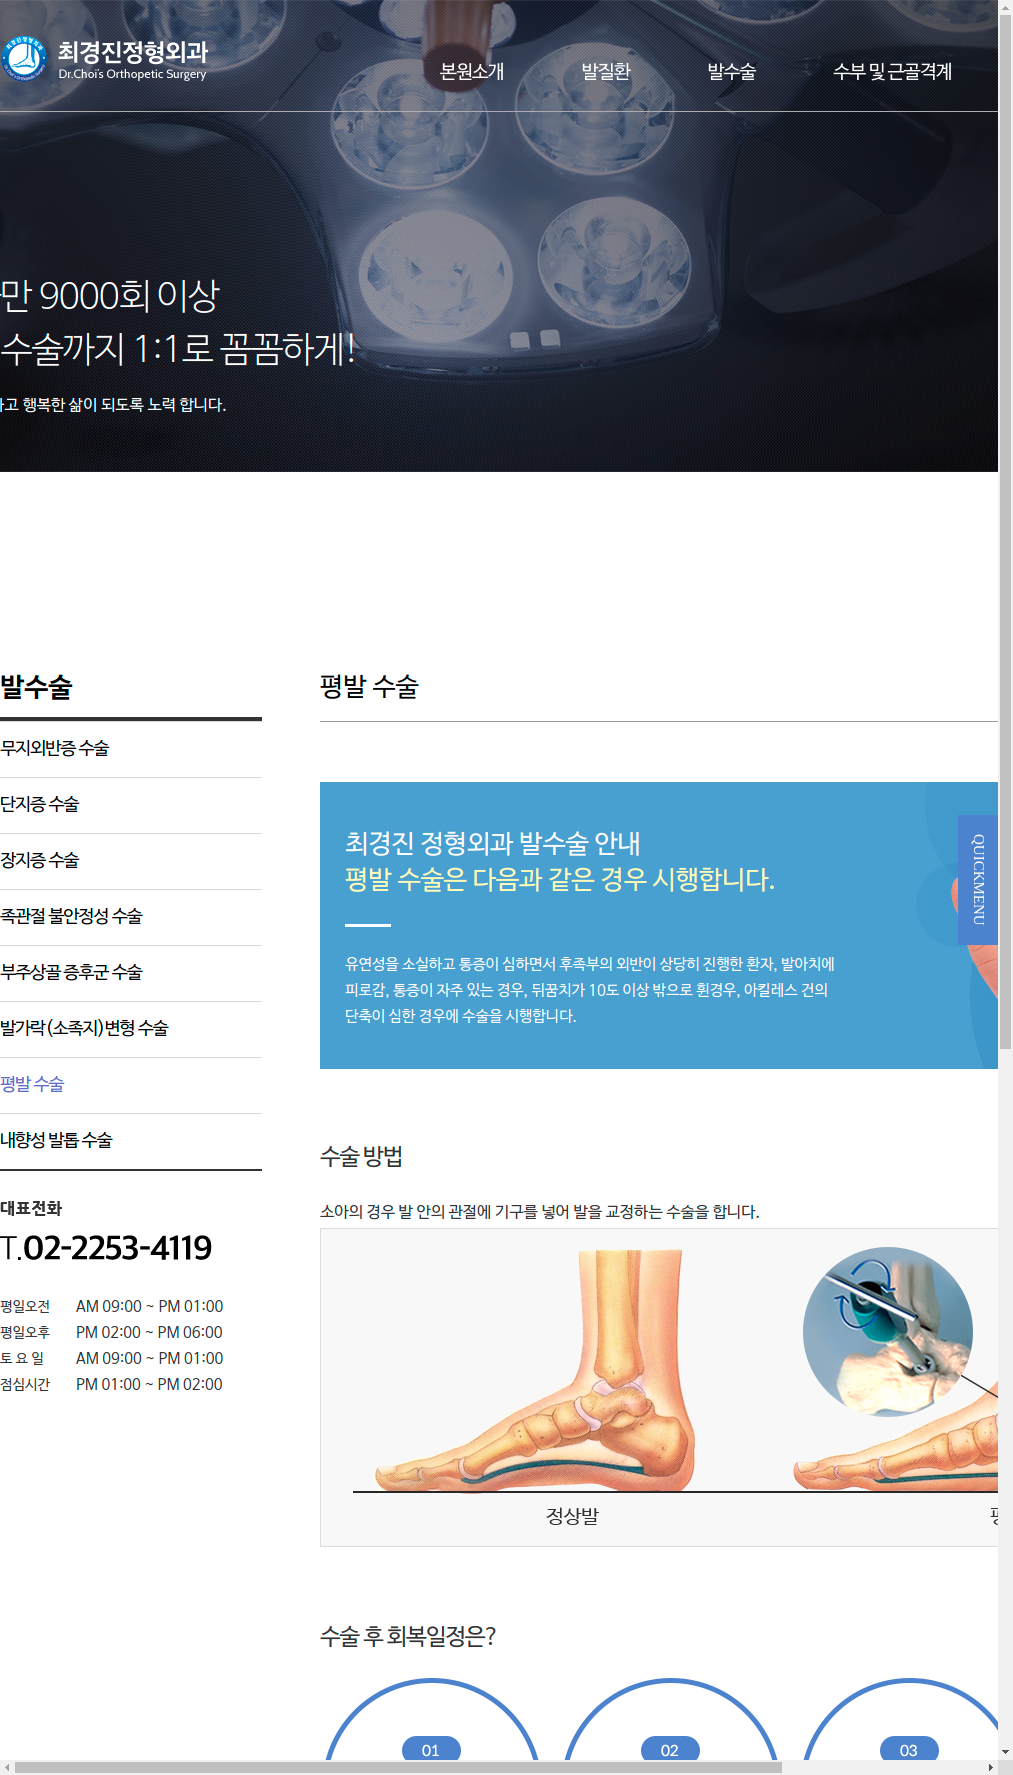 최경진정형외과
Dr.Choi's Orthopetic Surgery
본원소개
발질환
발수술
수부 및 근골격계
만 9000회 이상
수술까지 1:1로 꼼꼼하게!
고 행복한 삶이 되도록 노력 합니다.
발수술
무지외반증 수술
단지증 수술
장지증 수술
족관절 불안정성 수술
부주상골 증후군 수술
발가락(소족지)변형 수술
평발 수술
내향성 발톱 수술
대표전화
T.02-2253-4119
평일오전 AM 09:00 ~ PM 01:00
평일오후 PM 02:00 ~ PM 06:00
토 요 일 AM 09:00 ~ PM 01:00
점심시간 PM 01:00 ~ PM 02:00
평발 수술
최경진 정형외과 발수술 안내
평발 수술은 다음과 같은 경우 시행합니다.
유연성을 소실하고 통증이 심하면서 후족부의 외반이 상당히 진행한 환자, 발아치에
피로감, 통증이 자주 있는 경우, 뒤꿈치가 10도 이상 밖으로 휜경우, 아킬레스 건의
단축이 심한 경우에 수술을 시행합니다.
QUICKMENU
수술 방법
소아의 경우 발 안의 관절에 기구를 넣어 발을 교정하는 수술을 합니다.
정상발
수술 후 회복일정은?
01
02
03